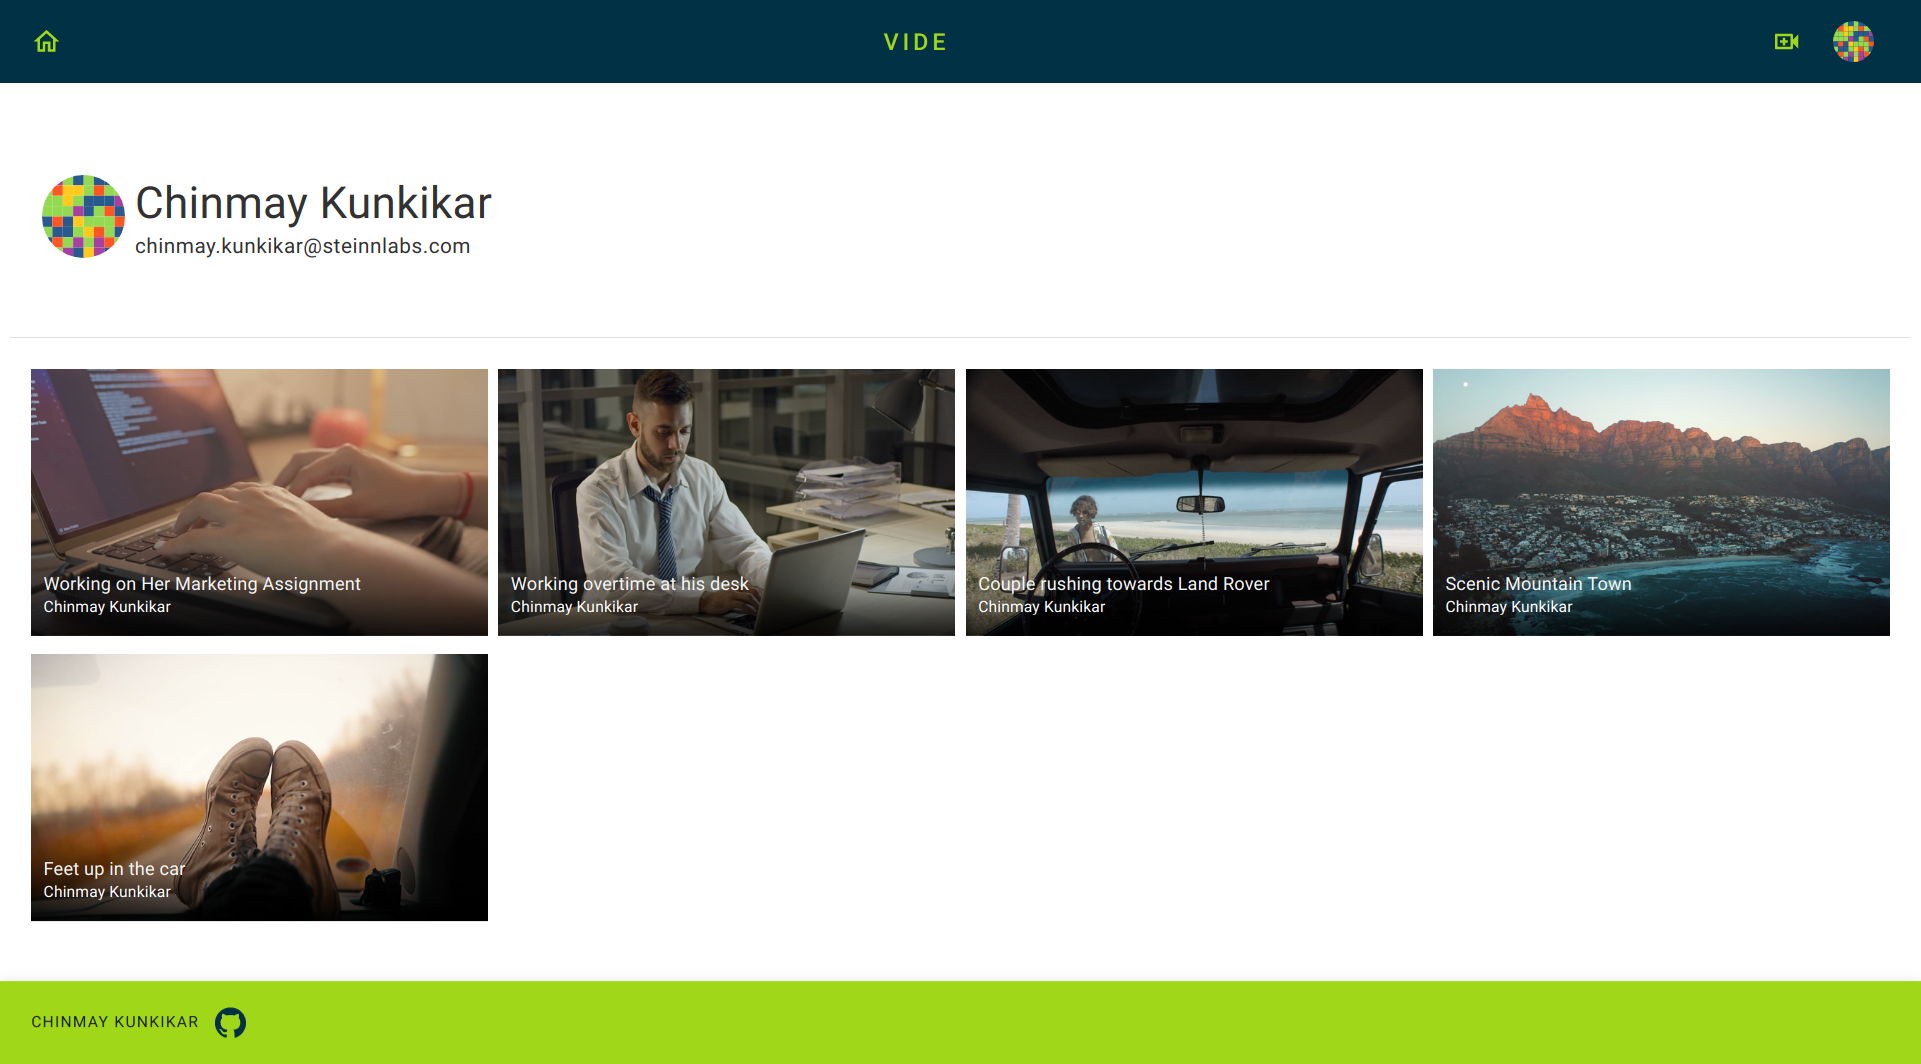 VIDE
Chinmay Kunkikar
chinmay.kunkikar@steinnlabs.com
Working on Her Marketing Assignment
Chinmay Kunkikar
Working overtime at his desk
Chinmay Kunkikar
Couple rushing towards Land Rover
Chinmay Kunkikar
Scenic Mountain Town
Chinmay Kunkikar
Feet up in the car
Chinmay Kunkikar
CHINMAY KUNKIKAR